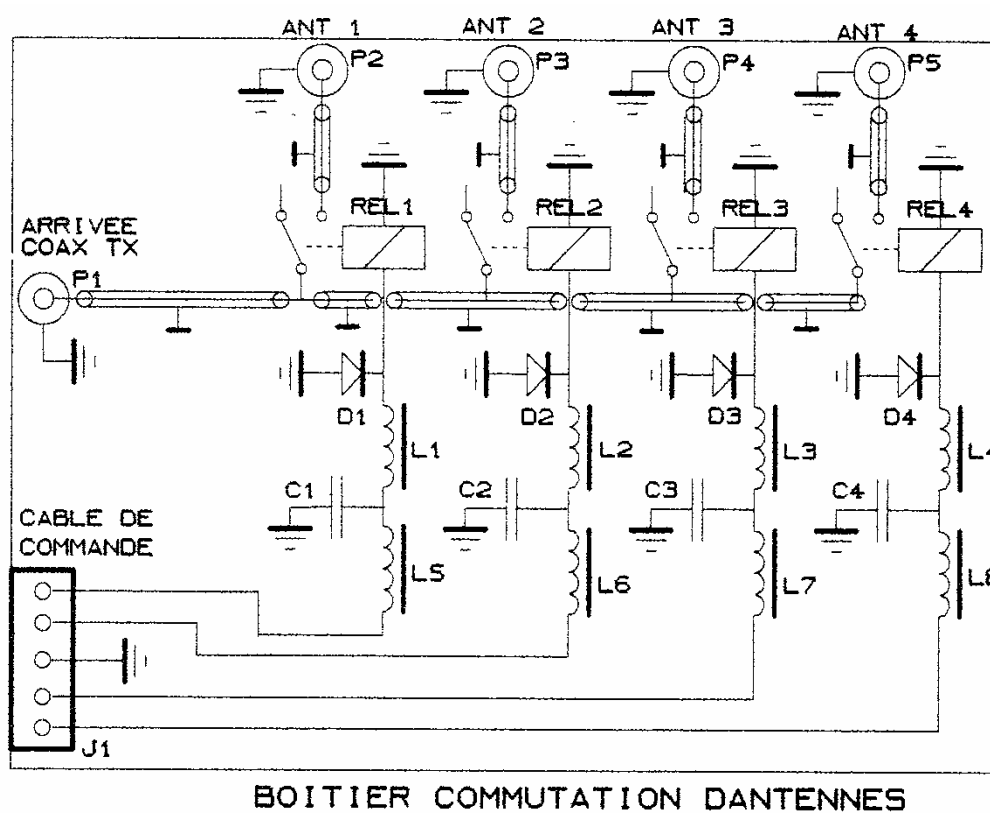 ANT 1
ANT 2
ANT 3
ANT 4
P2
P3
P4
P5
REL1
REL2
REL3
REL4
ARRIVEE
COAX TX
P1
D1
D2
D3
D4
L1
L2
L3
L4
C1
C2
C3
C4
CABLE DE
COMMANDE
L5
L6
L7
L8
J1
BOITIER COMMUTATION DANTENNES